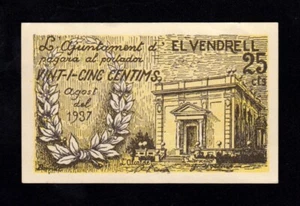 L'Ajuntament d' EL VENDRELL
pagarà al portador 25
VINT-I-CINC CENTIMS. cts
Agost
del
1937